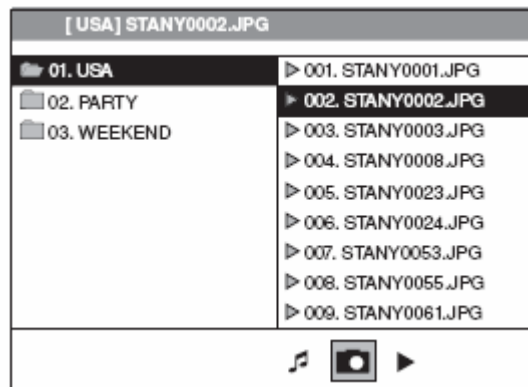 [ USA] STANY0002.JPG
01. USA
02. PARTY
03. WEEKEND
001. STANY0001.JPG
002. STANY0002.JPG
003. STANY0003.JPG
004. STANY0008.JPG
005. STANY0023.JPG
006. STANY0024.JPG
007. STANY0053.JPG
008. STANY0055.JPG
009. STANY0061.JPG